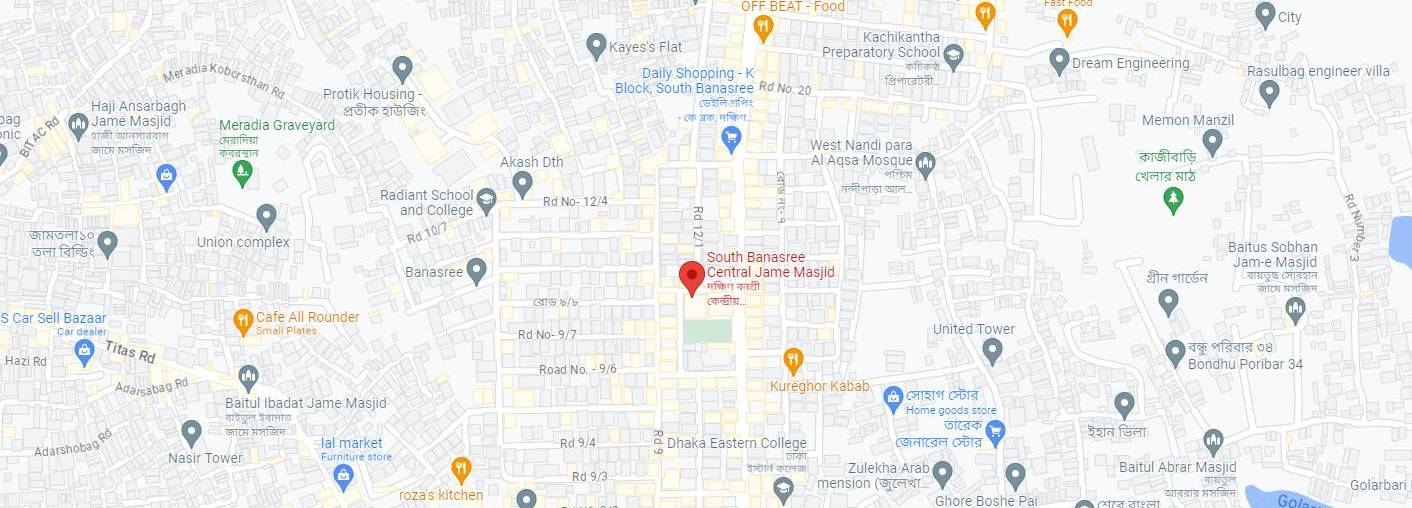 OFF BEAT - Food
Fast Food
City
Kayes's Flat
Kachikantha
Preparatory School
কচিকন্ঠ
প্রিপারেটরী...
Dream Engineering
Rasulbag engineer villa
Meradia Koborsthan Rd
Protik Housing -
প্রতীক হাউজিং
Daily Shopping - K
Block, South Banasree
ডেইলি শপিং
- কে ব্লক, দক্ষিণ...
Rd No. 20
Haji Ansarbagh
Jame Masjid
হাজী আনসারবাগ
জামে মসজিদ
BITAC Rd
Meradia Graveyard
মেরাদিয়া
কবরস্থান
Memon Manzil
West Nandi para
Al Aqsa Mosque
পশ্চিম
নন্দীপাড়া আল...
কাজীবাড়ি
খেলার মাঠ
Akash Dth
Radiant School
and College
Rd No- 12/4
Rd 12/1
রোড নং-৭
Rd 10/7
Rd Number 3
Union complex
জামতলা১০
তলা বিল্ডিং
Banasree
South Banasree
Central Jame Masjid
দক্ষিণ বনশ্রী
কেন্দ্রীয়...
Baitus Sobhan
Jam-e Masjid
বায়তুছ সোবহান
জামে মসজিদ
গ্রীন গার্ডেন
রোড ৯/৮
S Car Sell Bazaar
Car dealer
Cafe All Rounder
Small Plates
Rd No- 9/7
United Tower
Titas Rd
Hazi Rd
বন্ধু পরিবার ৩৪
Bondhu Poribar 34
Road No. - 9/6
Kureghor Kabab
Adarsabag Rd
Baitul Ibadat Jame Masjid
বাইতুল ইবাদাত
জামে মসজিদ
সোহাগ স্টোর
Home goods store
তারেক
জেনারেল স্টোর
ইহান ভিলা
Adarshobag Rd
Nasir Tower
lal market
Furniture store
Rd 9/4
Rd 9
Dhaka Eastern College
ঢাকা
ইস্টার্ন কলেজ
Rd 9/3
roza's kitchen
Zulekha Arab
mension (জুলেখা...
Ghore Boshe Pai
Baitul Abrar Masjid
বায়তুল
আবরার মসজিদ
Golarbari
শেরে বাংলা